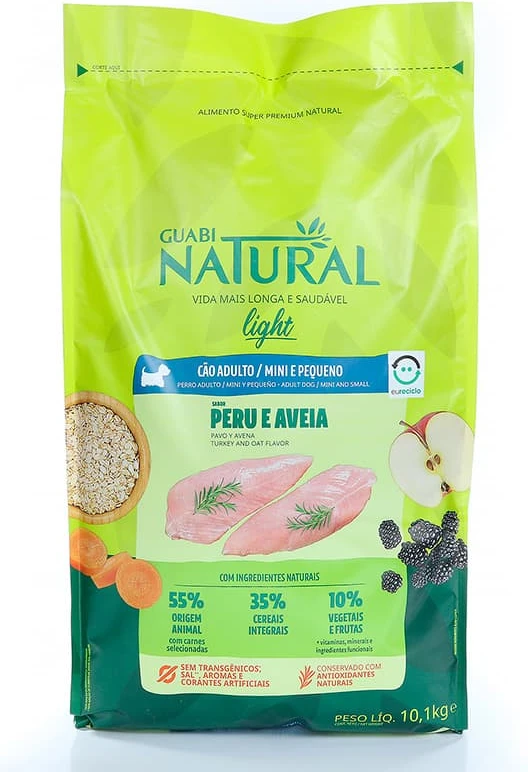 CORTE AQUI
ALIMENTO SUPER PREMIUM NATURAL
GUABI
NATURAL
VIDA MAIS LONGA E SAUDÁVEL
light
CÃO ADULTO / MINI E PEQUENO
PERRO ADULTO / MINI Y PEQUEÑO - ADULT DOG / MINI AND SMALL
eureciclo
SABOR
PERU E AVEIA
PAVO Y AVENA
TURKEY AND OAT FLAVOR
COM INGREDIENTES NATURAIS
55% 35% 10%
ORIGEM ANIMAL CEREAIS INTEGRAIS VEGETAIS E FRUTAS
com carnes selecionadas + vitaminas, minerais e ingredientes funcionais
SEM TRANSGÊNICOS, SAL**, AROMAS E CORANTES ARTIFICIAIS
CONSERVADO COM ANTIOXIDANTES NATURAIS
PESO LÍQ. 10,1kg e